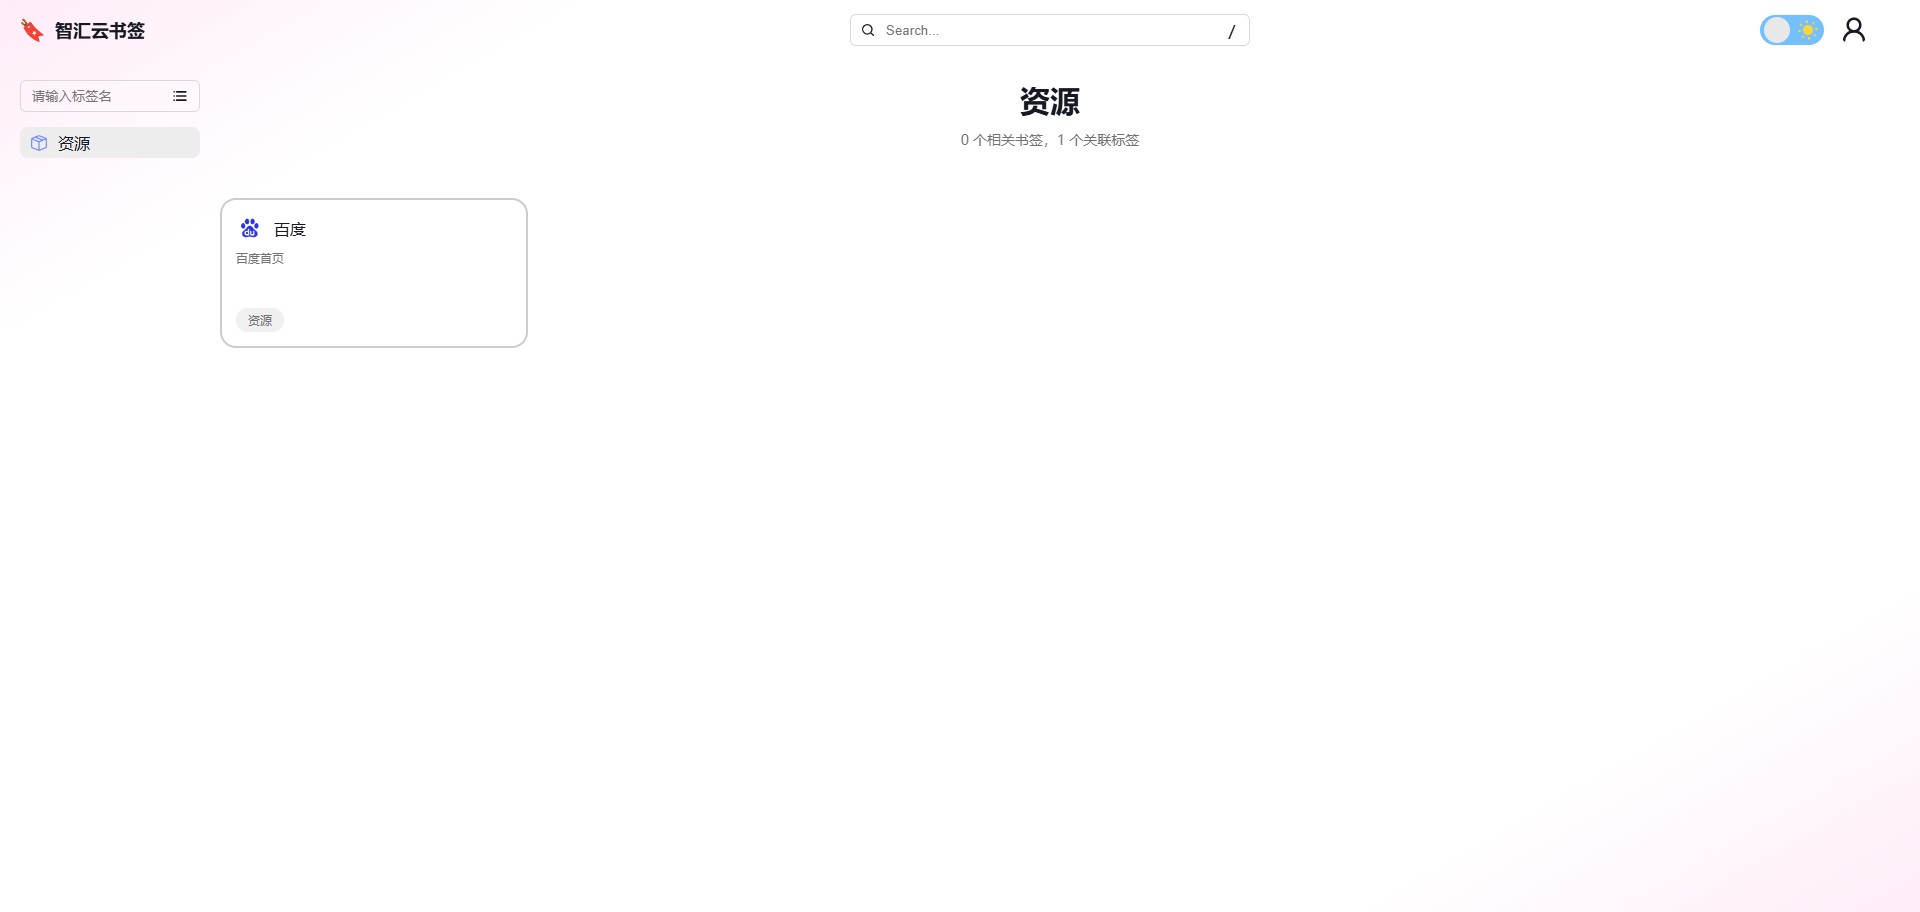 智汇云书签
Search...
/
请输入标签名
资源
资源
0 个相关书签，1 个关联标签
du
百度
百度首页
资源